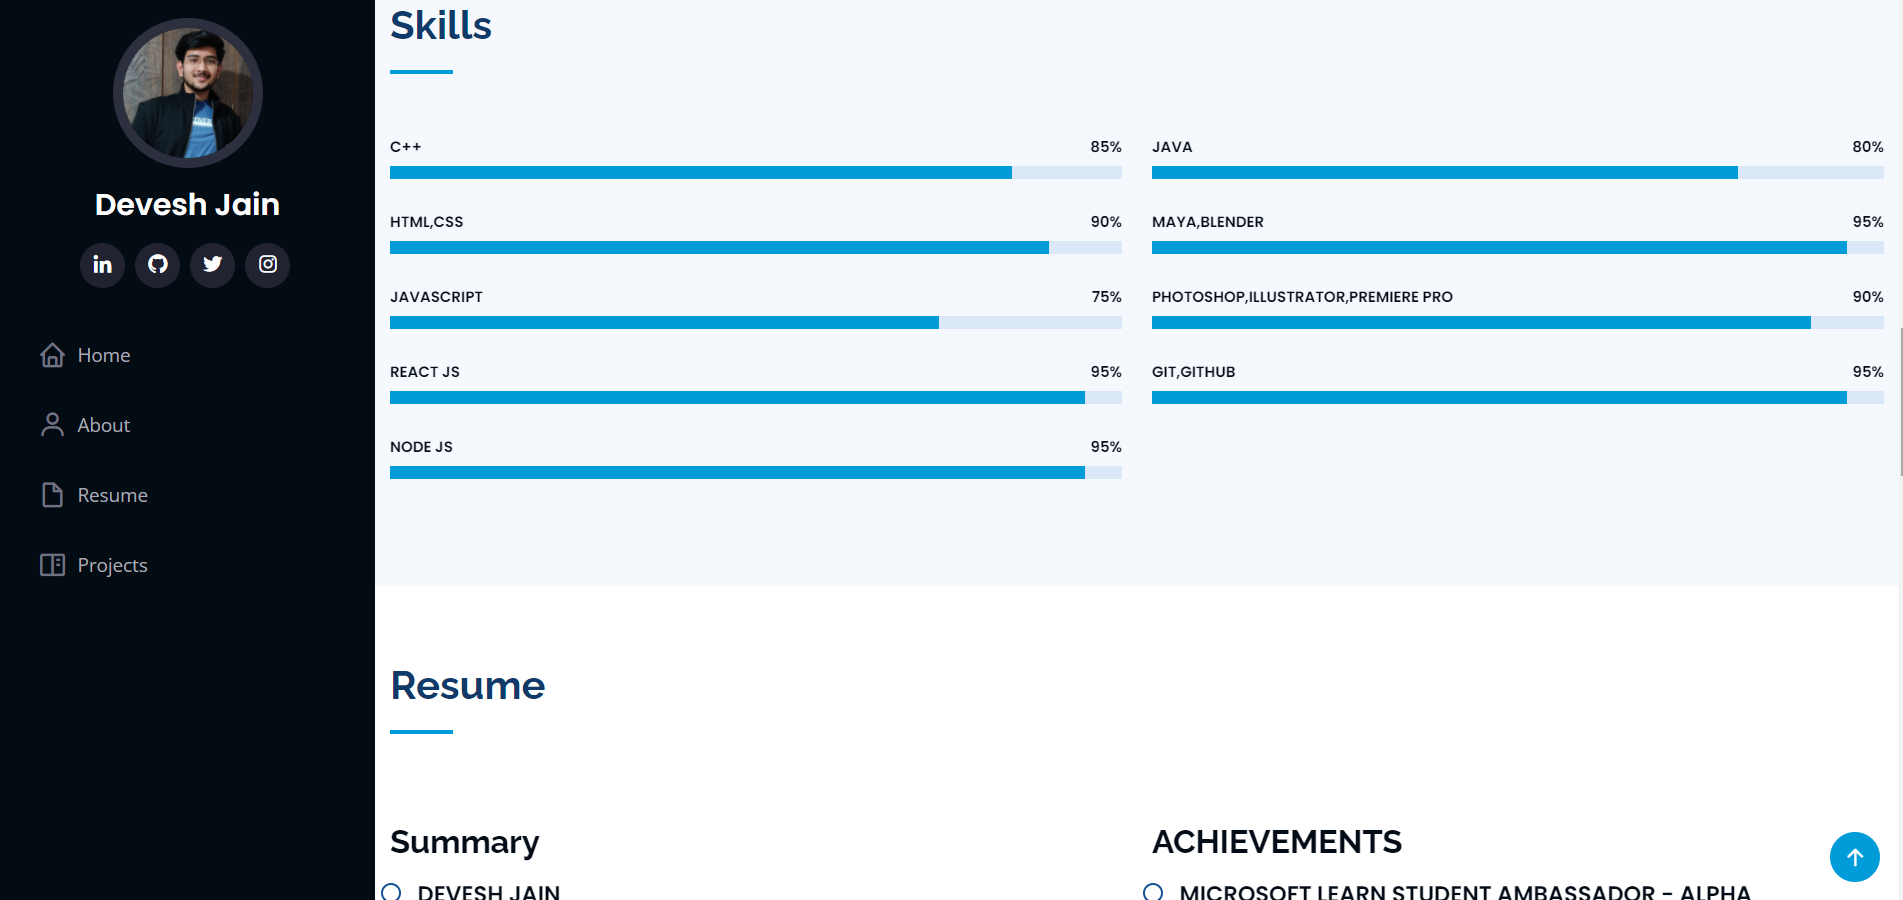 Devesh Jain
Home
About
Resume
Projects
Skills
C++ 85%
HTML,CSS 90%
JAVASCRIPT 75%
REACT JS 95%
NODE JS 95%
JAVA 80%
MAYA,BLENDER 95%
PHOTOSHOP,ILLUSTRATOR,PREMIERE PRO 90%
GIT,GITHUB 95%
Resume
Summary
DEVESH JAIN
ACHIEVEMENTS
MICROSOFT LEARN STUDENT AMBASSADOR - ALPHA